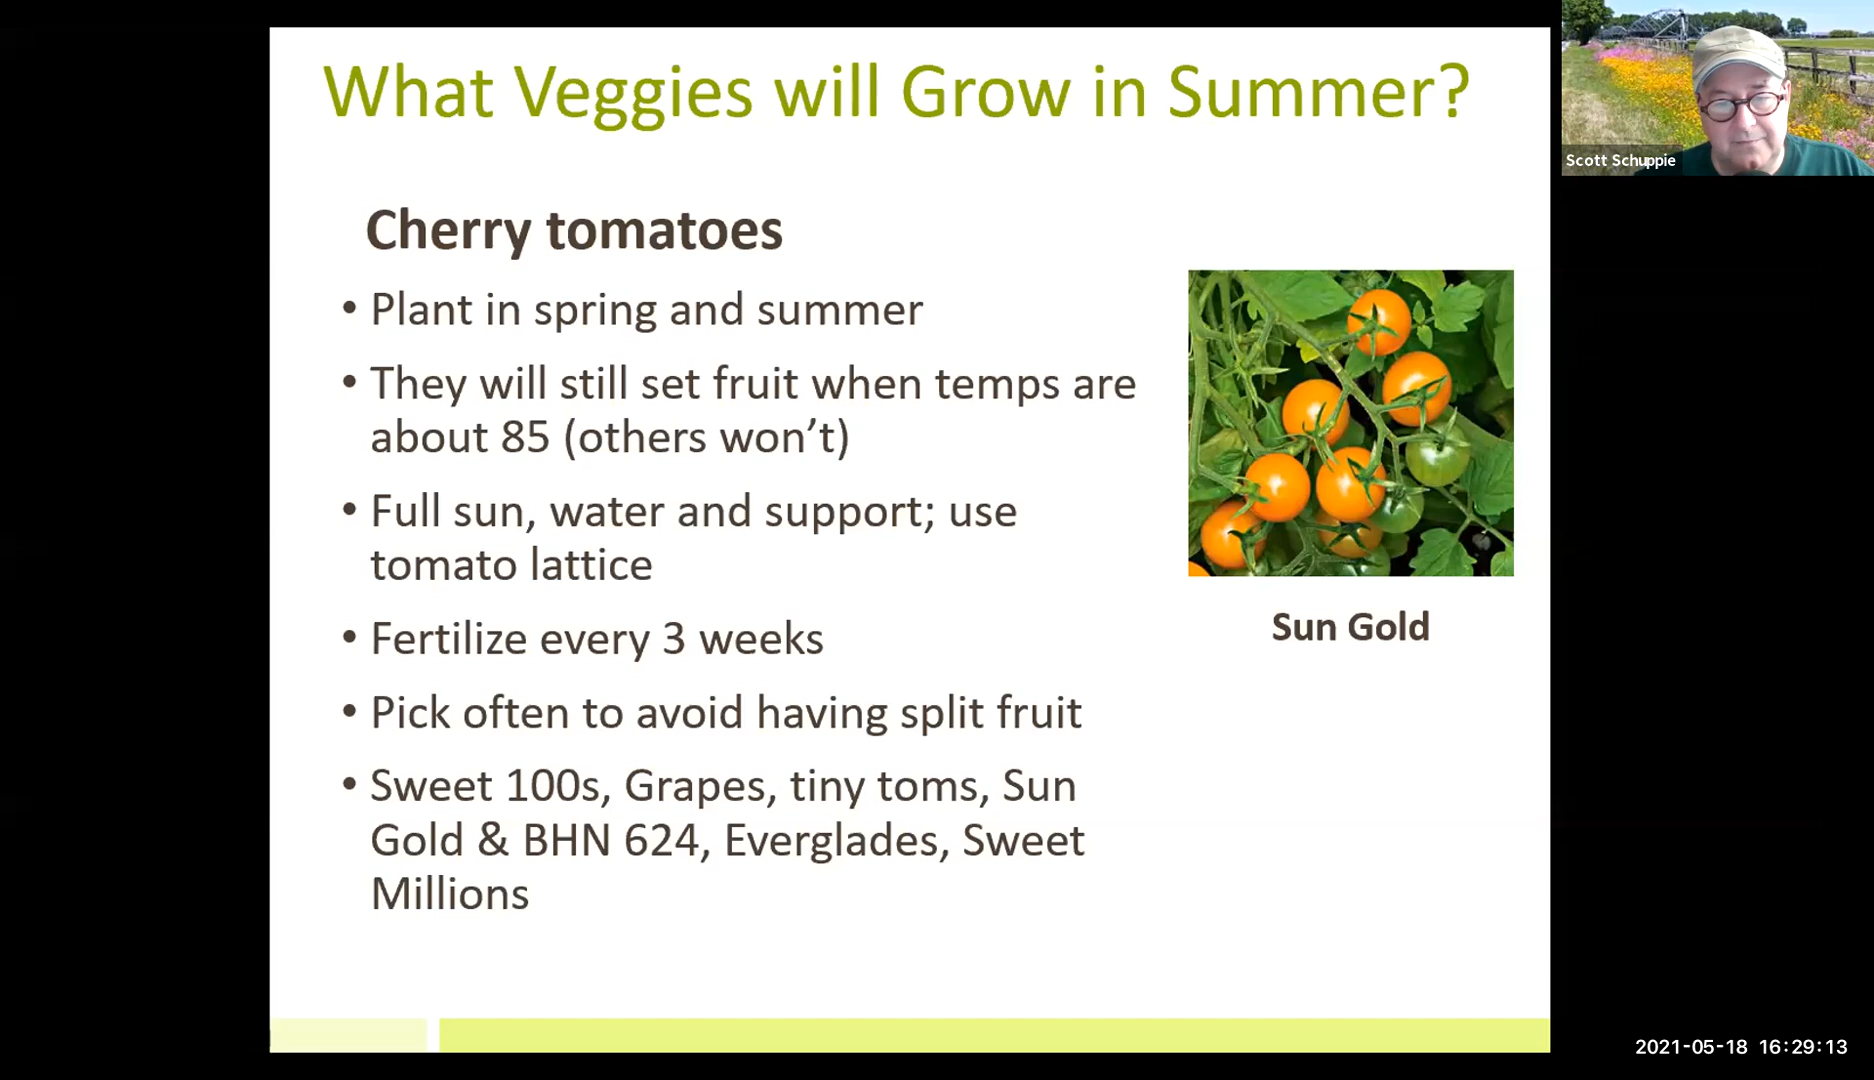 What Veggies will Grow in Summer?
Scott Schuppie
Cherry tomatoes
• Plant in spring and summer
• They will still set fruit when temps are
about 85 (others won’t)
• Full sun, water and support; use
tomato lattice
• Fertilize every 3 weeks
• Pick often to avoid having split fruit
• Sweet 100s, Grapes, tiny toms, Sun
Gold & BHN 624, Everglades, Sweet
Millions
Sun Gold
2021-05-18 16:29:13